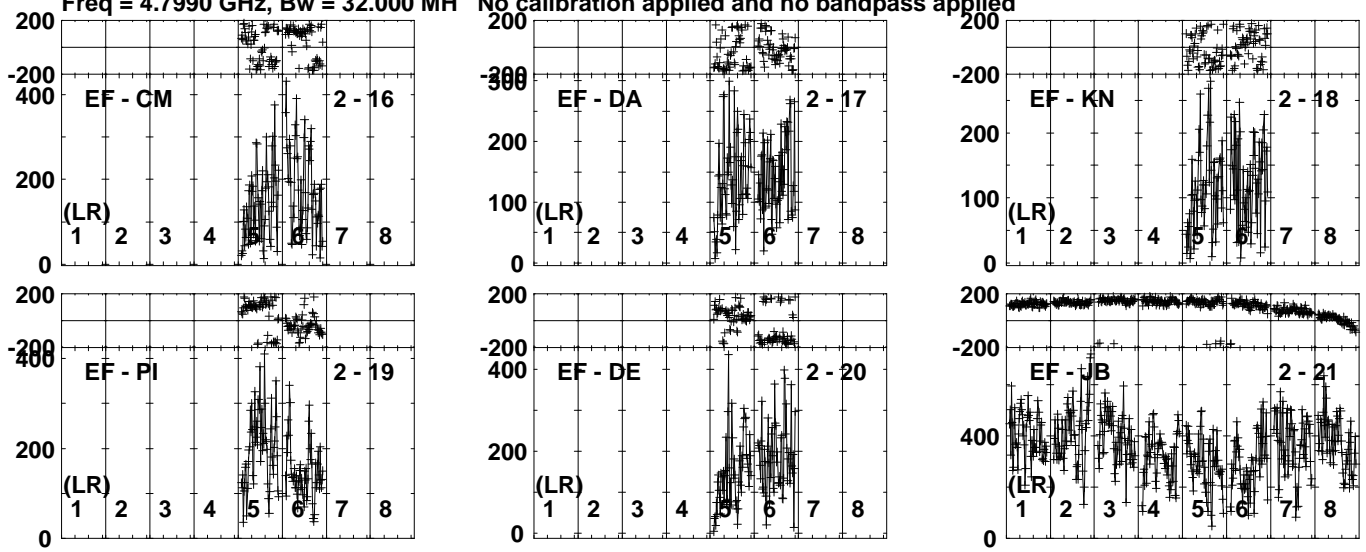 Freq = 4.7990 GHz, Bw = 32.000 MH No calibration applied and no bandpass applied
200
-200
EF - CM 2 - 16
400
200
0
(LR)
1 2 3 4 5 6 7 8
200
-200
300
EF - DA 2 - 17
200
100
0
(LR)
1 2 3 4 5 6 7 8
200
-200
EF - KN 2 - 18
200
100
0
(LR)
1 2 3 4 5 6 7 8
200
-200
400
EF - PI 2 - 19
200
0
(LR)
1 2 3 4 5 6 7 8
200
-200
EF - DE 2 - 20
400
200
0
(LR)
1 2 3 4 5 6 7 8
200
-200
EF - JB 2 - 21
400
0
(LR)
1 2 3 4 5 6 7 8